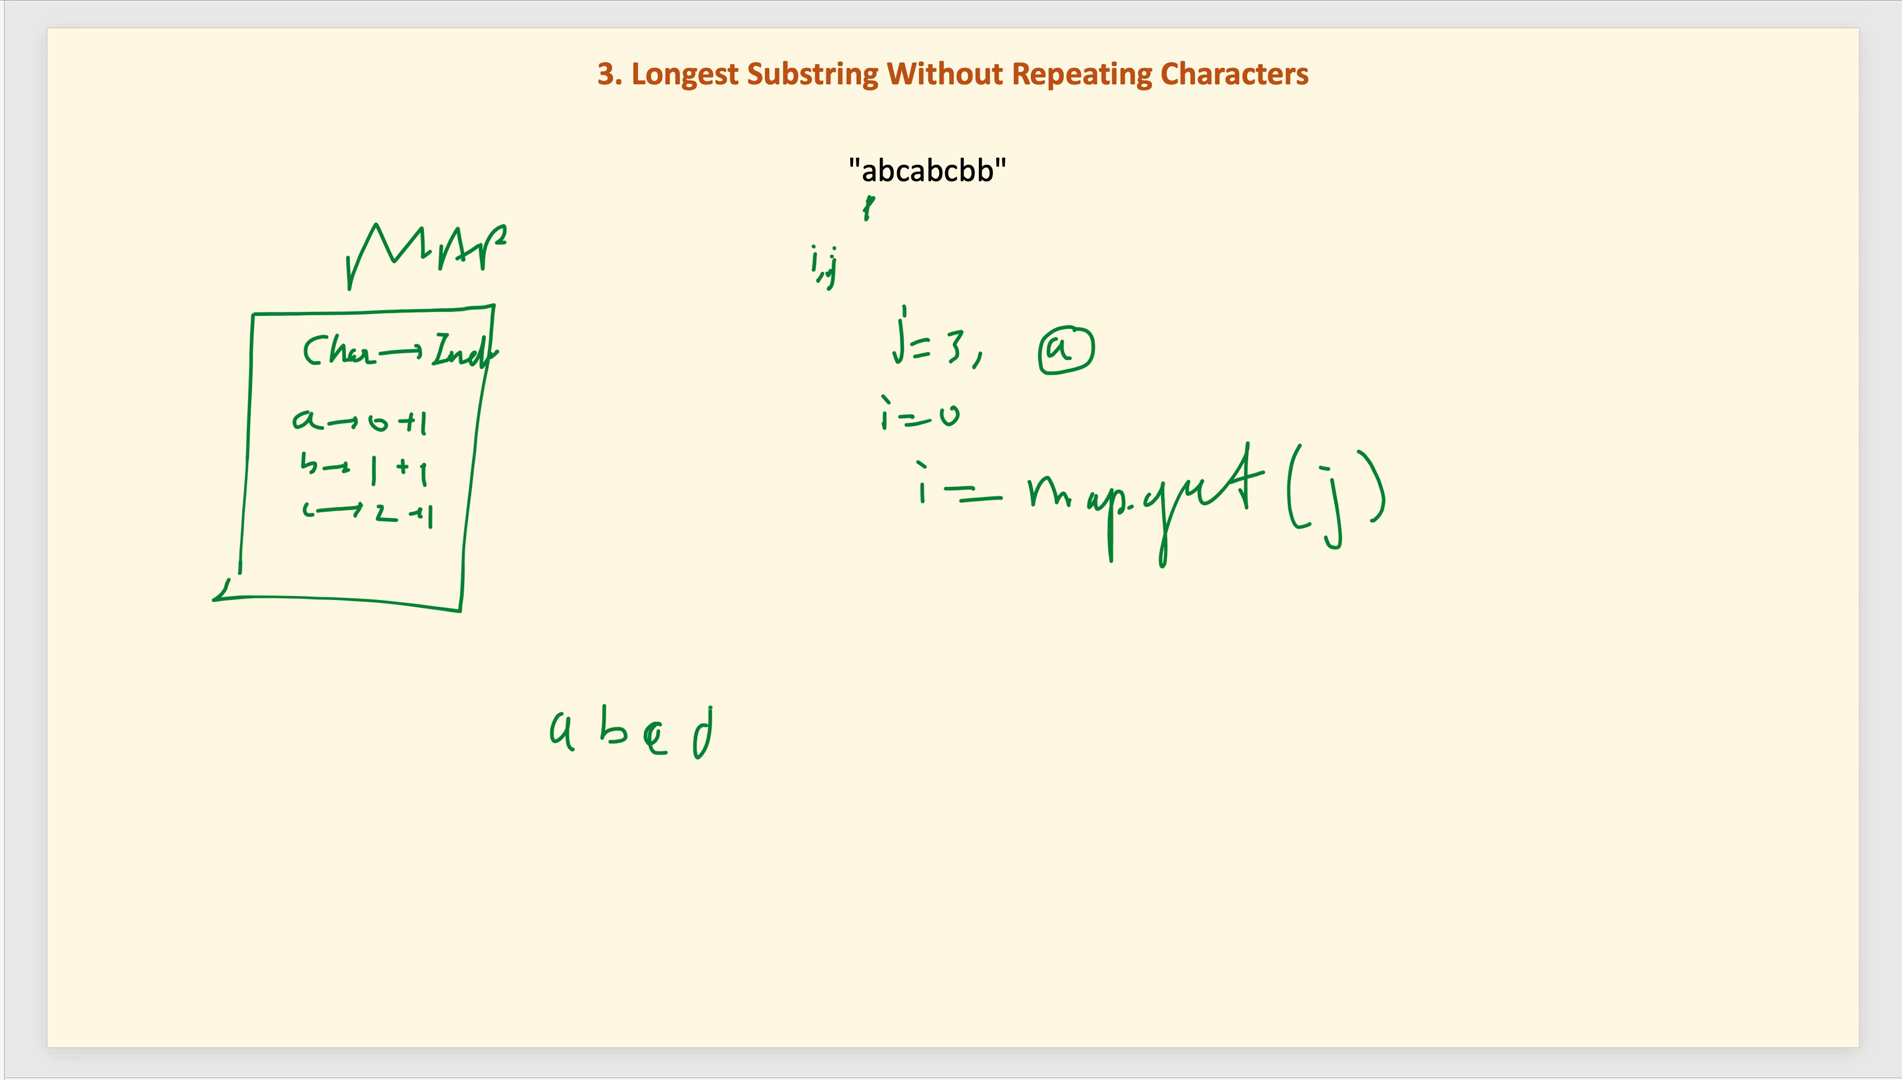 3. Longest Substring Without Repeating Characters
"abcabcbb"
MAP
i,j
Char → Ind
j = 3, a
a → 0 +1
i = 0
b → 1 +1
i = map.get(j)
c → 2 +1
a b c d